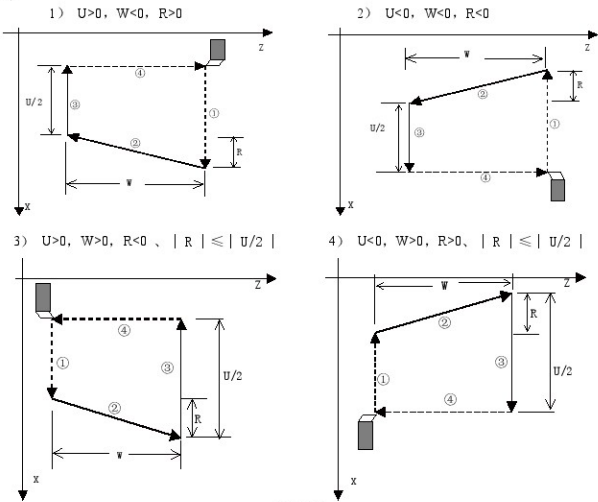 1) U>0, W<0, R>0
Z
④
U/2
③
①
②
R
W
X
2) U<0, W<0, R<0
Z
W
②
R
U/2
③
①
④
X
3) U>0, W>0, R<0 、|R|≤|U/2|
Z
④
①
③
U/2
②
R
W
X
4) U<0, W>0, R>0、|R|≤|U/2|
Z
W
②
R
①
③
U/2
④
X